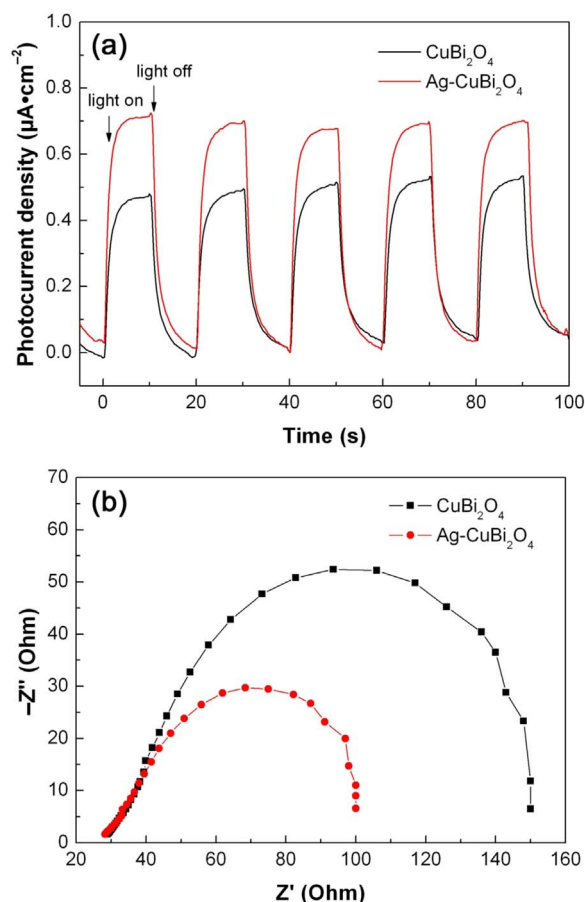 (a)
CuBi₂O₄
Ag-CuBi₂O₄
light off
light on
Photocurrent density (μA•cm⁻²)
1.0
0.8
0.6
0.4
0.2
0.0
0 20 40 60 80 100
Time (s)
(b)
CuBi₂O₄
Ag-CuBi₂O₄
–Z'' (Ohm)
70
60
50
40
30
20
10
0
20 40 60 80 100 120 140 160
Z' (Ohm)